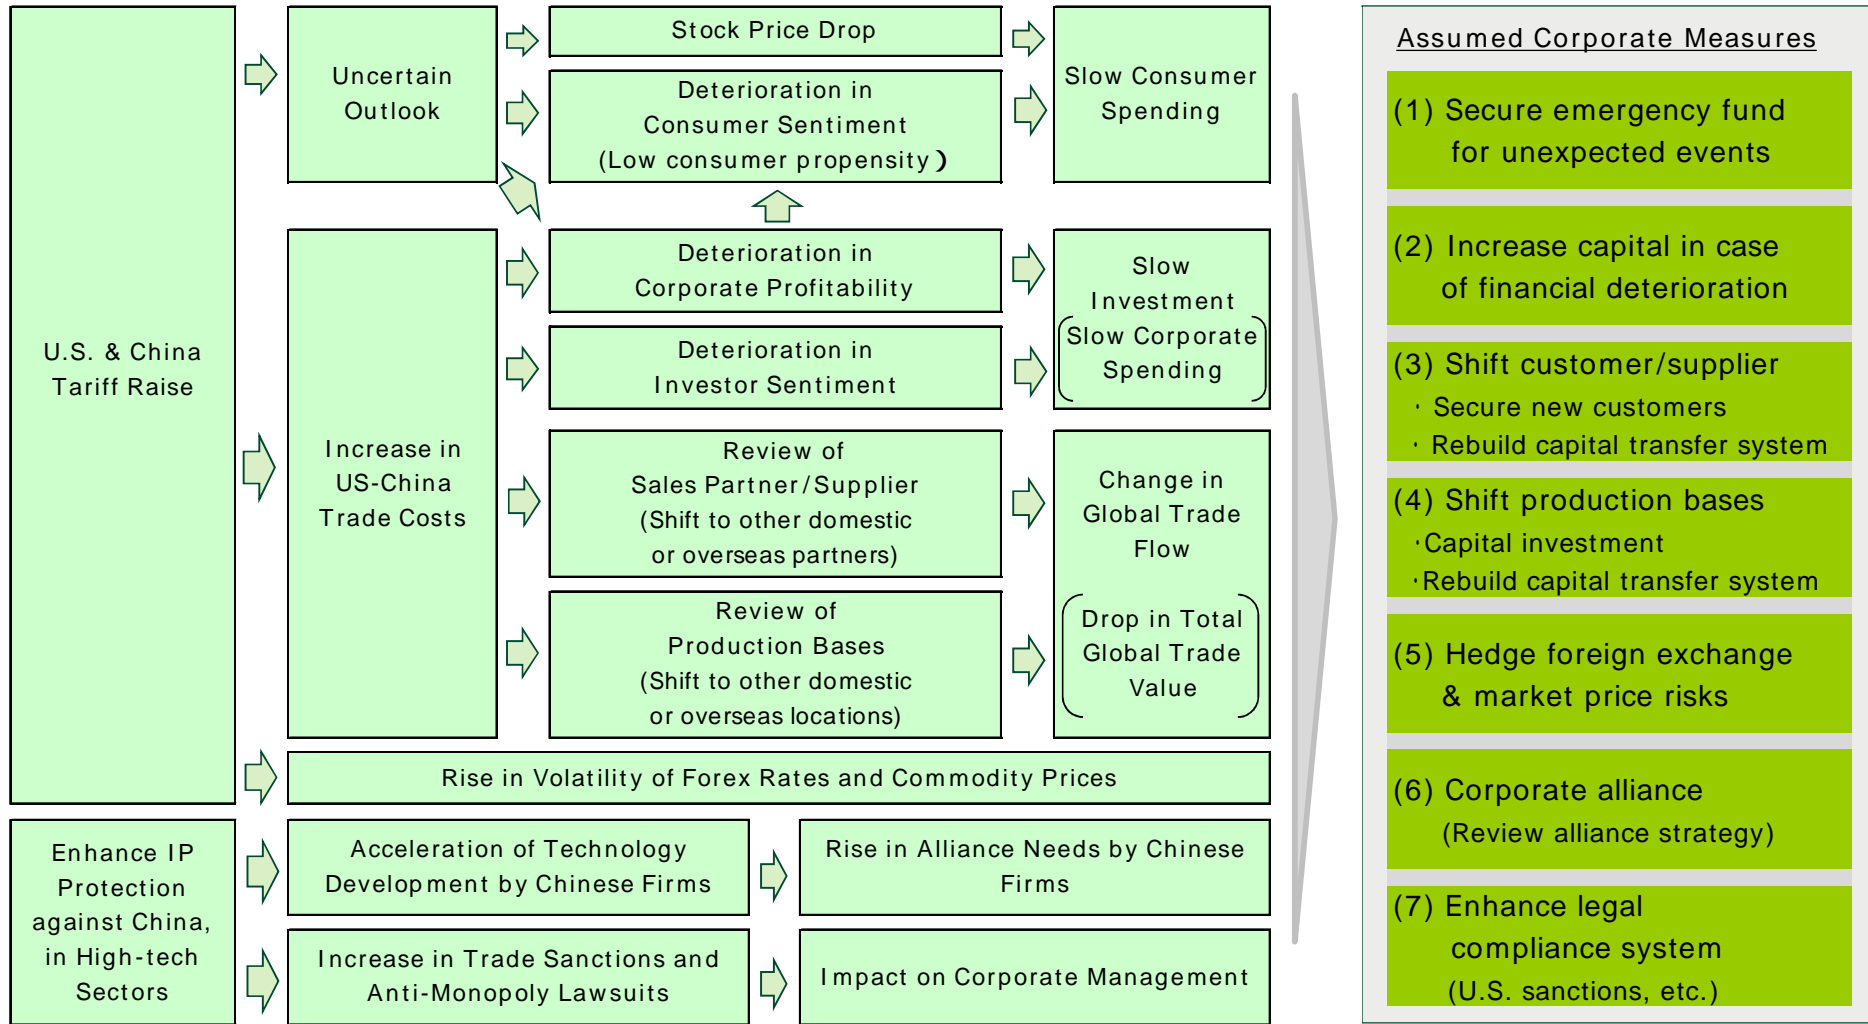 U.S. & China
Tariff Raise
Uncertain
Outlook
Stock Price Drop
Deterioration in
Consumer Sentiment
(Low consumer propensity)
Slow Consumer
Spending
Increase in
US-China
Trade Costs
Deterioration in
Corporate Profitability
Deterioration in
Investor Sentiment
Slow
Investment
Slow Corporate
Spending
Review of
Sales Partner/Supplier
(Shift to other domestic
or overseas partners)
Review of
Production Bases
(Shift to other domestic
or overseas locations)
Change in
Global Trade
Flow
Drop in Total
Global Trade
Value
Rise in Volatility of Forex Rates and Commodity Prices
Enhance IP
Protection
against China,
in High-tech
Sectors
Acceleration of Technology
Development by Chinese Firms
Rise in Alliance Needs by Chinese
Firms
Increase in Trade Sanctions and
Anti-Monopoly Lawsuits
Impact on Corporate Management
Assumed Corporate Measures
(1) Secure emergency fund
for unexpected events
(2) Increase capital in case
of financial deterioration
(3) Shift customer/supplier
· Secure new customers
· Rebuild capital transfer system
(4) Shift production bases
·Capital investment
·Rebuild capital transfer system
(5) Hedge foreign exchange
& market price risks
(6) Corporate alliance
(Review alliance strategy)
(7) Enhance legal
compliance system
(U.S. sanctions, etc.)